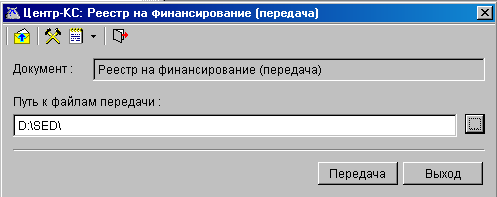 Центр-КС: Реестр на финансирование (передача)
Документ : Реестр на финансирование (передача)
Путь к файлам передачи :
D:\SED\
Передача Выход